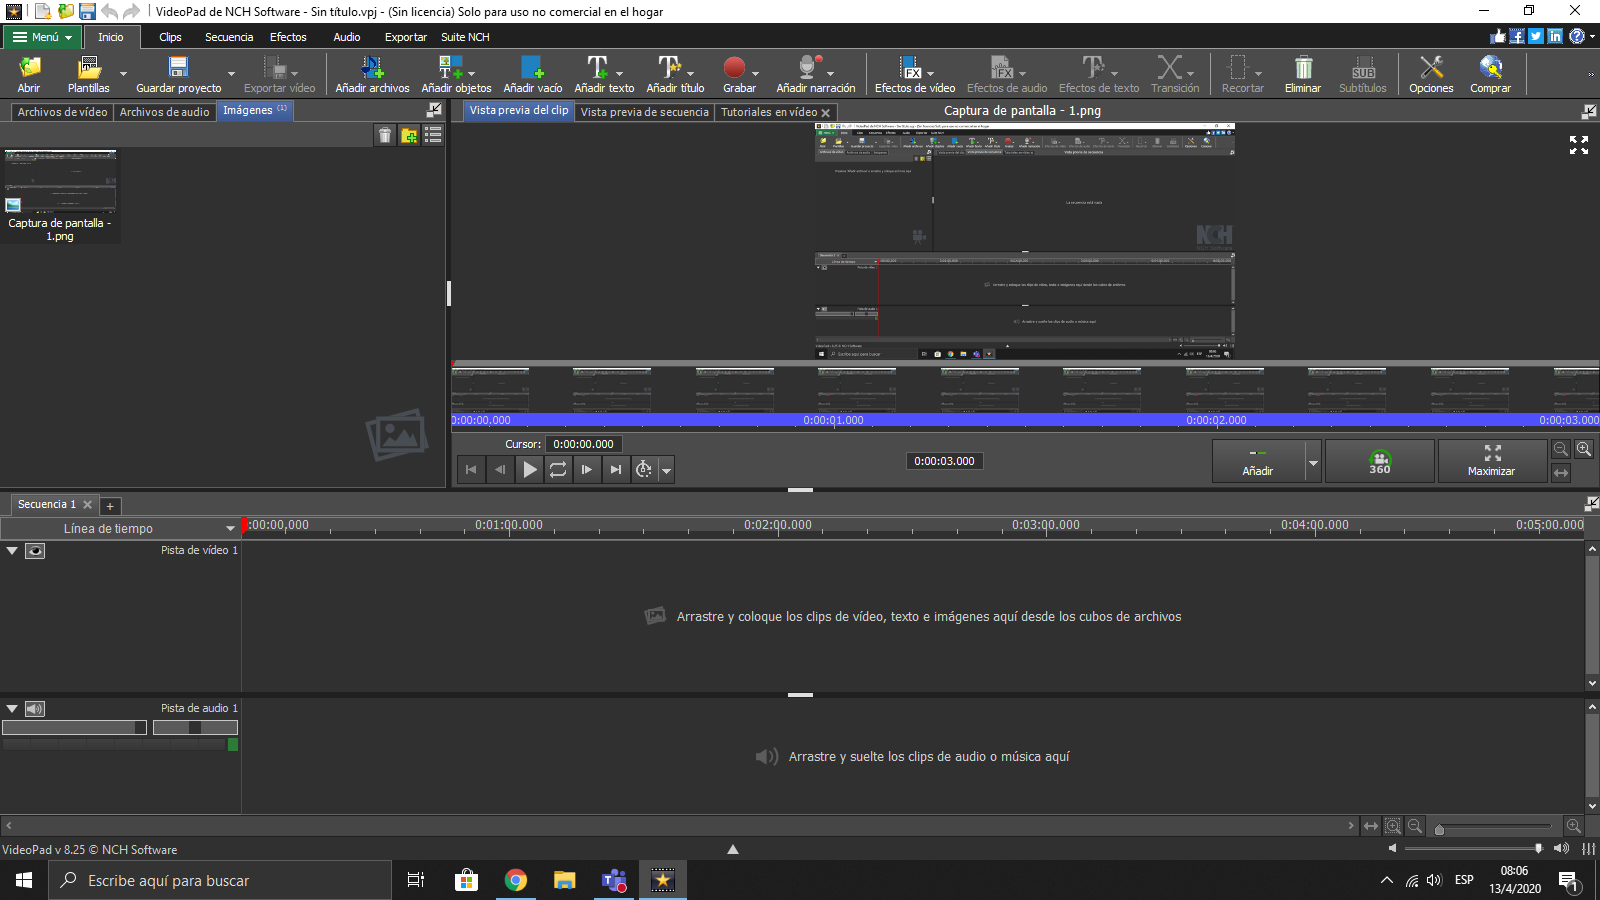 VideoPad de NCH Software - Sin título.vpj - (Sin licencia) Solo para uso no comercial en el hogar
Menú Inicio Clips Secuencia Efectos Audio Exportar Suite NCH
Abrir Plantillas Guardar proyecto Exportar vídeo Añadir archivos Añadir objetos Añadir vacío Añadir texto Añadir título Grabar Añadir narración Efectos de vídeo Efectos de audio Efectos de texto Transición Recortar Eliminar Subtítulos Opciones Comprar
Archivos de vídeo Archivos de audio Imágenes (1)
Vista previa del clip Vista previa de secuencia Tutoriales en vídeo Captura de pantalla - 1.png
Captura de pantalla -
1.png
La secuencia está vacía
NCH
0:00:00.000 0:00:01.000 0:00:02.000 0:00:03.000
Cursor: 0:00:00.000
0:00:03.000
Añadir
360
Maximizar
Secuencia 1
Línea de tiempo
:00:00,000 0:01:00.000 0:02:00.000 0:03:00.000 0:04:00.000 0:05:00.000
Pista de vídeo 1
Arrastre y coloque los clips de vídeo, texto e imágenes aquí desde los cubos de archivos
Pista de audio 1
Arrastre y suelte los clips de audio o música aquí
VideoPad v 8.25 © NCH Software
Escribe aquí para buscar
ESP
08:06
13/4/2020
1